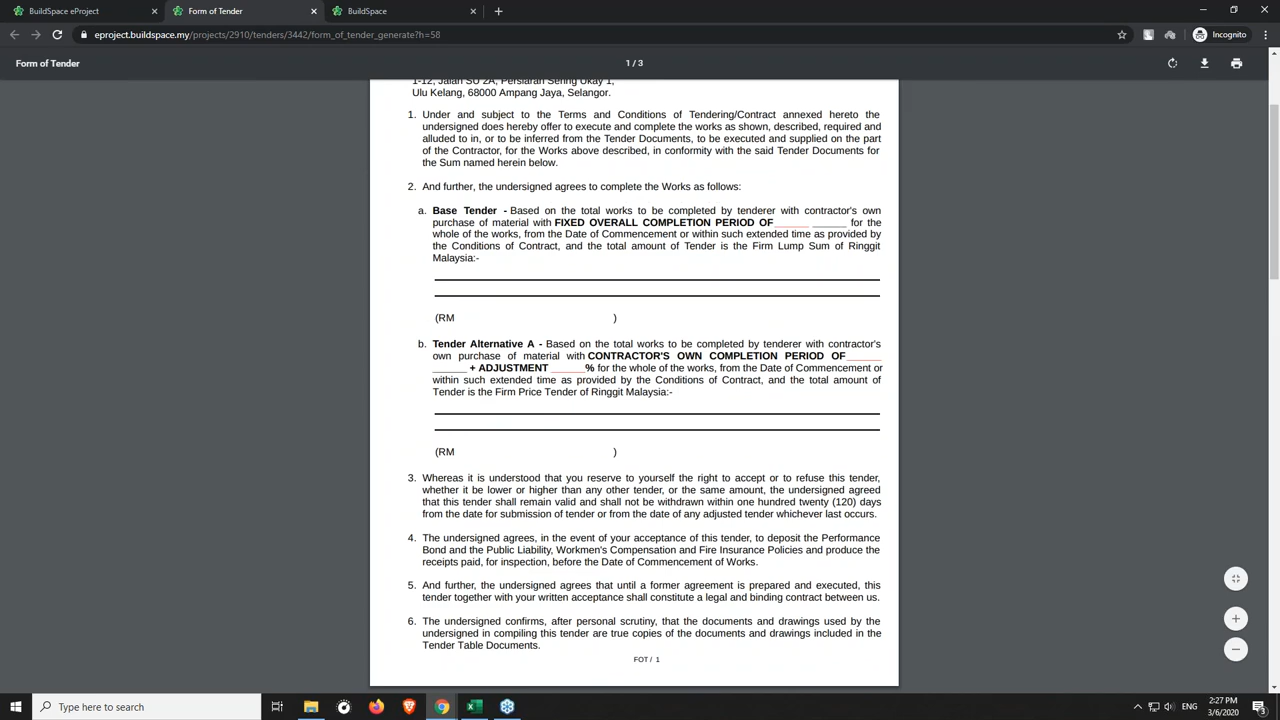 BuildSpace eProject
Form of Tender
BuildSpace
eproject.buildspace.my/projects/2910/tenders/3442/form_of_tender_generate?h=58
Incognito
Form of Tender
1 / 3
1-12, Jalan SU 2A, Persiaran Sering Ukay 1,
Ulu Kelang, 68000 Ampang Jaya, Selangor.
1. Under and subject to the Terms and Conditions of Tendering/Contract annexed hereto the
undersigned does hereby offer to execute and complete the works as shown, described, required and
alluded to in, or to be inferred from the Tender Documents, to be executed and supplied on the part
of the Contractor, for the Works above described, in conformity with the said Tender Documents for
the Sum named herein below.
2. And further, the undersigned agrees to complete the Works as follows:
a. Base Tender - Based on the total works to be completed by tenderer with contractor's own
purchase of material with FIXED OVERALL COMPLETION PERIOD OF______ ______ for the
whole of the works, from the Date of Commencement or within such extended time as provided by
the Conditions of Contract, and the total amount of Tender is the Firm Lump Sum of Ringgit
Malaysia:-
(RM )
b. Tender Alternative A - Based on the total works to be completed by tenderer with contractor's
own purchase of material with CONTRACTOR'S OWN COMPLETION PERIOD OF______
______ + ADJUSTMENT ______% for the whole of the works, from the Date of Commencement or
within such extended time as provided by the Conditions of Contract, and the total amount of
Tender is the Firm Price Tender of Ringgit Malaysia:-
(RM )
3. Whereas it is understood that you reserve to yourself the right to accept or to refuse this tender,
whether it be lower or higher than any other tender, or the same amount, the undersigned agreed
that this tender shall remain valid and shall not be withdrawn within one hundred twenty (120) days
from the date for submission of tender or from the date of any adjusted tender whichever last occurs.
4. The undersigned agrees, in the event of your acceptance of this tender, to deposit the Performance
Bond and the Public Liability, Workmen's Compensation and Fire Insurance Policies and produce the
receipts paid, for inspection, before the Date of Commencement of Works.
5. And further, the undersigned agrees that until a former agreement is prepared and executed, this
tender together with your written acceptance shall constitute a legal and binding contract between us.
6. The undersigned confirms, after personal scrutiny, that the documents and drawings used by the
undersigned in compiling this tender are true copies of the documents and drawings included in the
Tender Table Documents.
FOT / 1
Type here to search
ENG
2:27 PM
3/6/2020